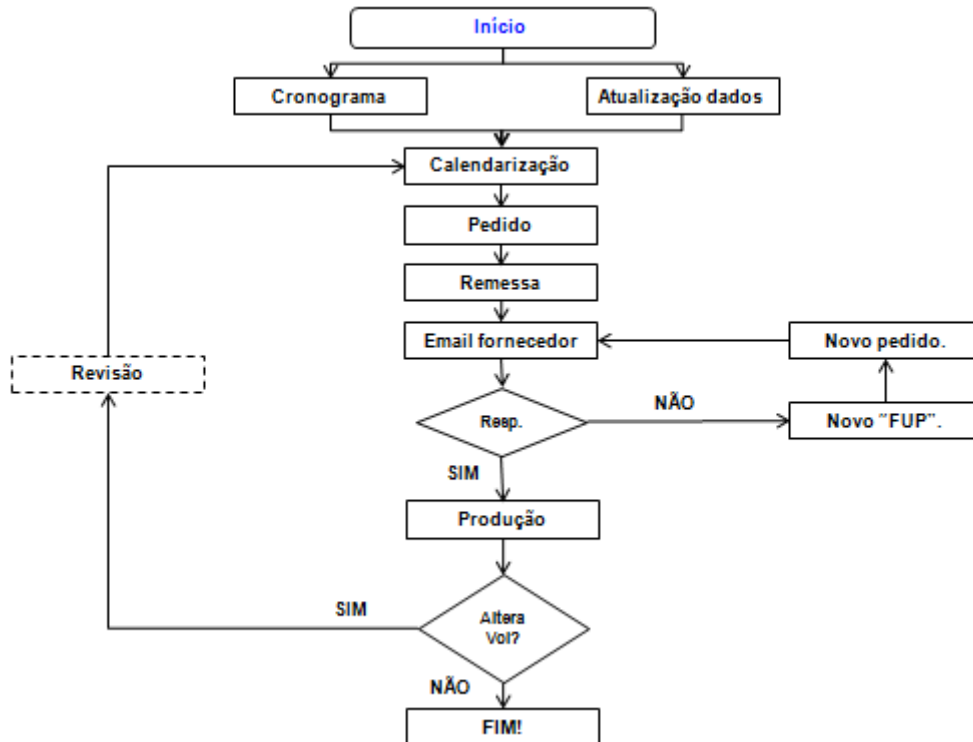 Início
Cronograma
Atualização dados
Calendarização
Pedido
Remessa
Email fornecedor
Novo pedido.
Revisão
Resp.
NÃO
Novo ″FUP″.
SIM
Produção
SIM
Altera
Vol?
NÃO
FIM!